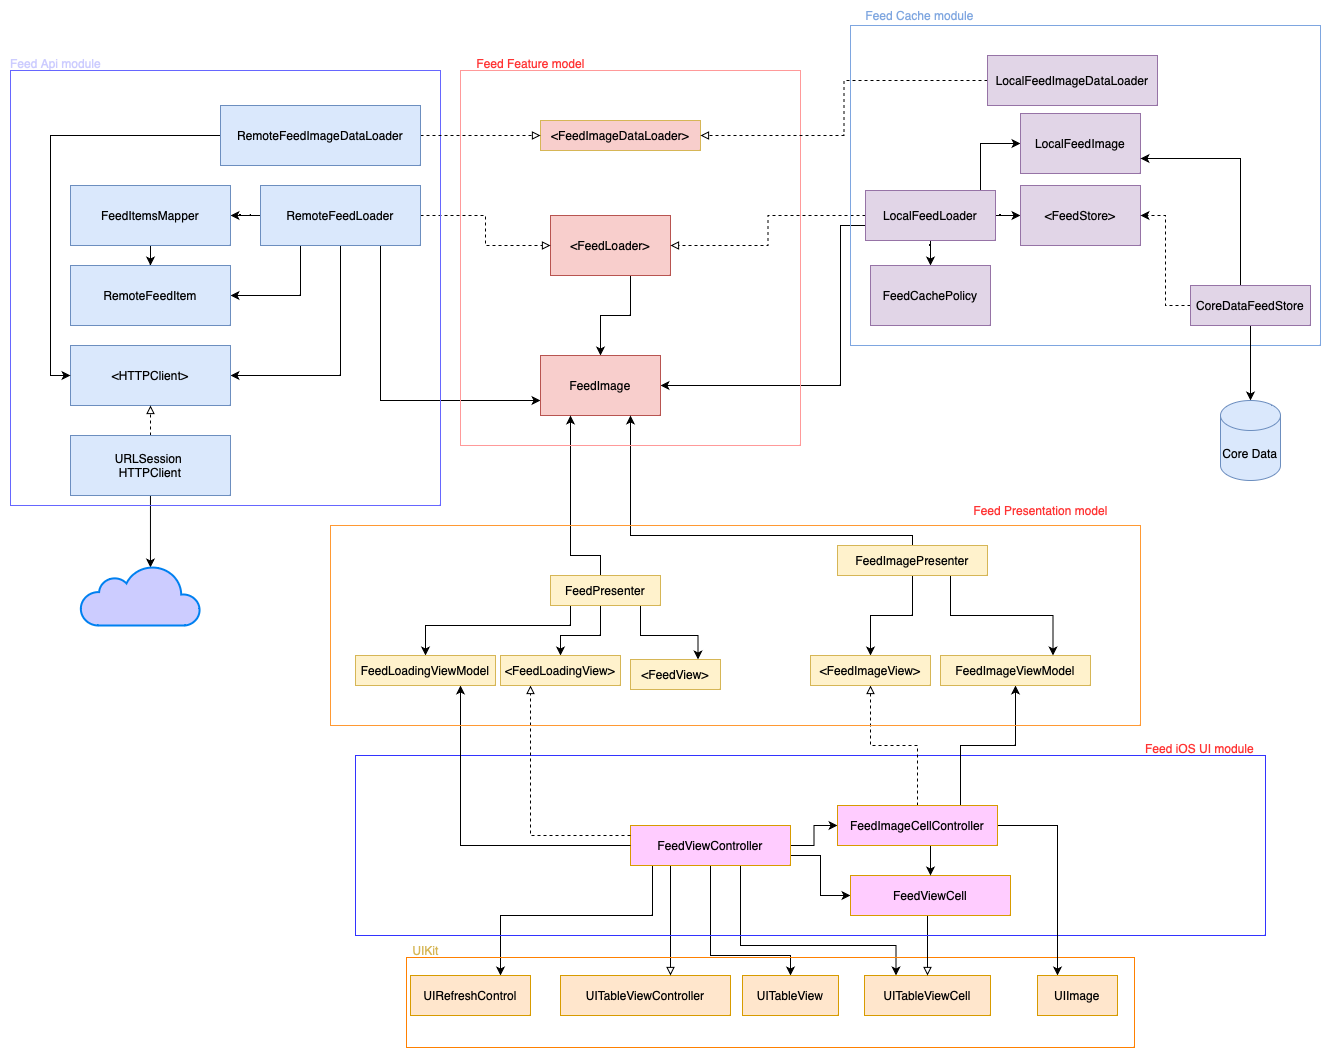 Feed Cache module
Feed Api module
Feed Feature model
LocalFeedImageDataLoader
RemoteFeedImageDataLoader
<FeedImageDataLoader>
LocalFeedImage
FeedItemsMapper
RemoteFeedLoader
<FeedLoader>
LocalFeedLoader
<FeedStore>
RemoteFeedItem
FeedCachePolicy
CoreDataFeedStore
<HTTPClient>
FeedImage
URLSession
HTTPClient
Core Data
Feed Presentation model
FeedImagePresenter
FeedPresenter
FeedLoadingViewModel
<FeedLoadingView>
<FeedView>
<FeedImageView>
FeedImageViewModel
Feed iOS UI module
FeedImageCellController
FeedViewController
FeedViewCell
UIKit
UIRefreshControl
UITableViewController
UITableView
UITableViewCell
UIImage